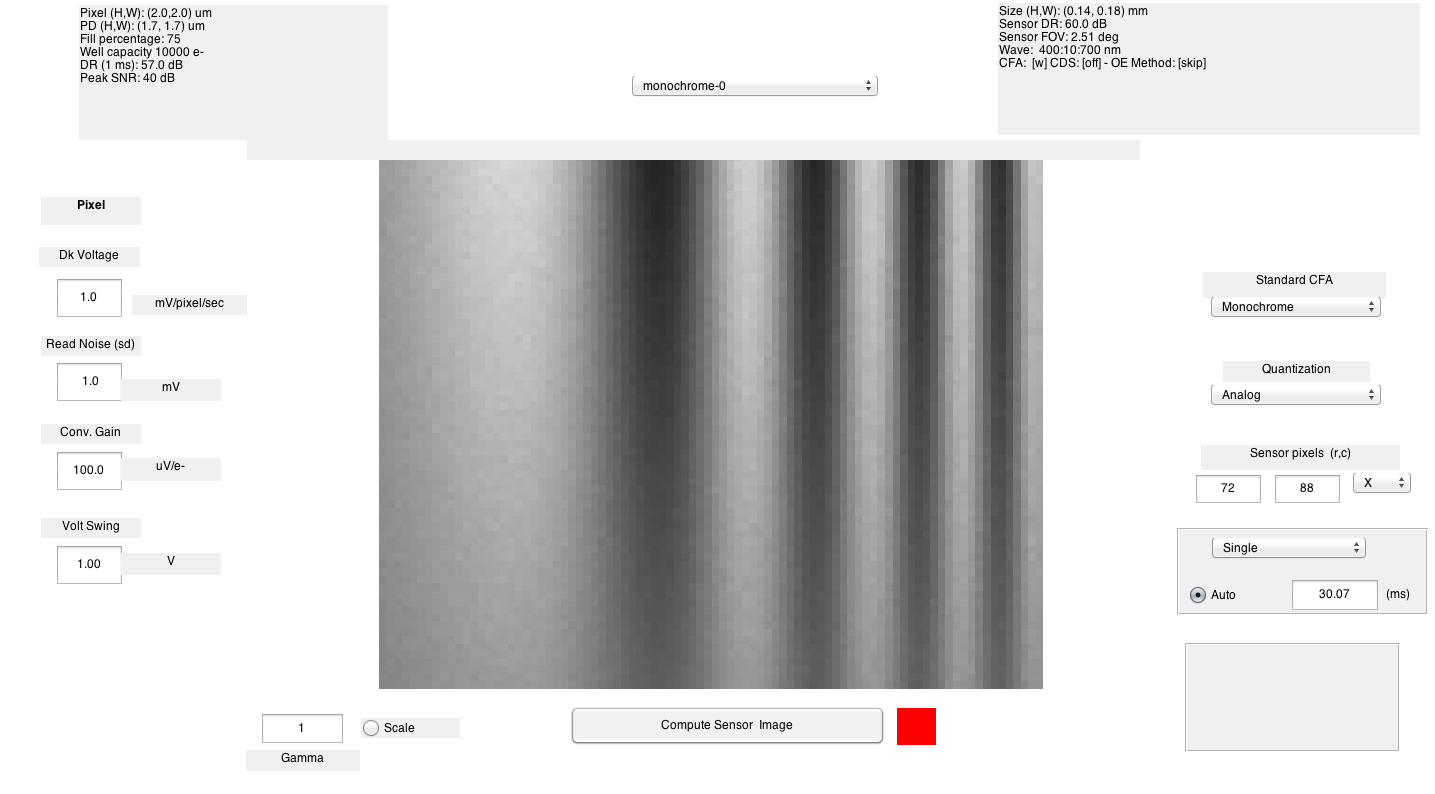 Pixel (H,W): (2.0,2.0) um
PD (H,W): (1.7, 1.7) um
Fill percentage: 75
Well capacity 10000 e-
DR (1 ms): 57.0 dB
Peak SNR: 40 dB
monochrome-0
Size (H,W): (0.14, 0.18) mm
Sensor DR: 60.0 dB
Sensor FOV: 2.51 deg
Wave: 400:10:700 nm
CFA: [w] CDS: [off] - OE Method: [skip]
Pixel
Dk Voltage
1.0 mV/pixel/sec
Read Noise (sd)
1.0 mV
Conv. Gain
100.0 uV/e-
Volt Swing
1.00 V
Standard CFA
Monochrome
Quantization
Analog
Sensor pixels (r,c)
72 88 X
Single
Auto 30.07 (ms)
1 Scale
Gamma
Compute Sensor Image